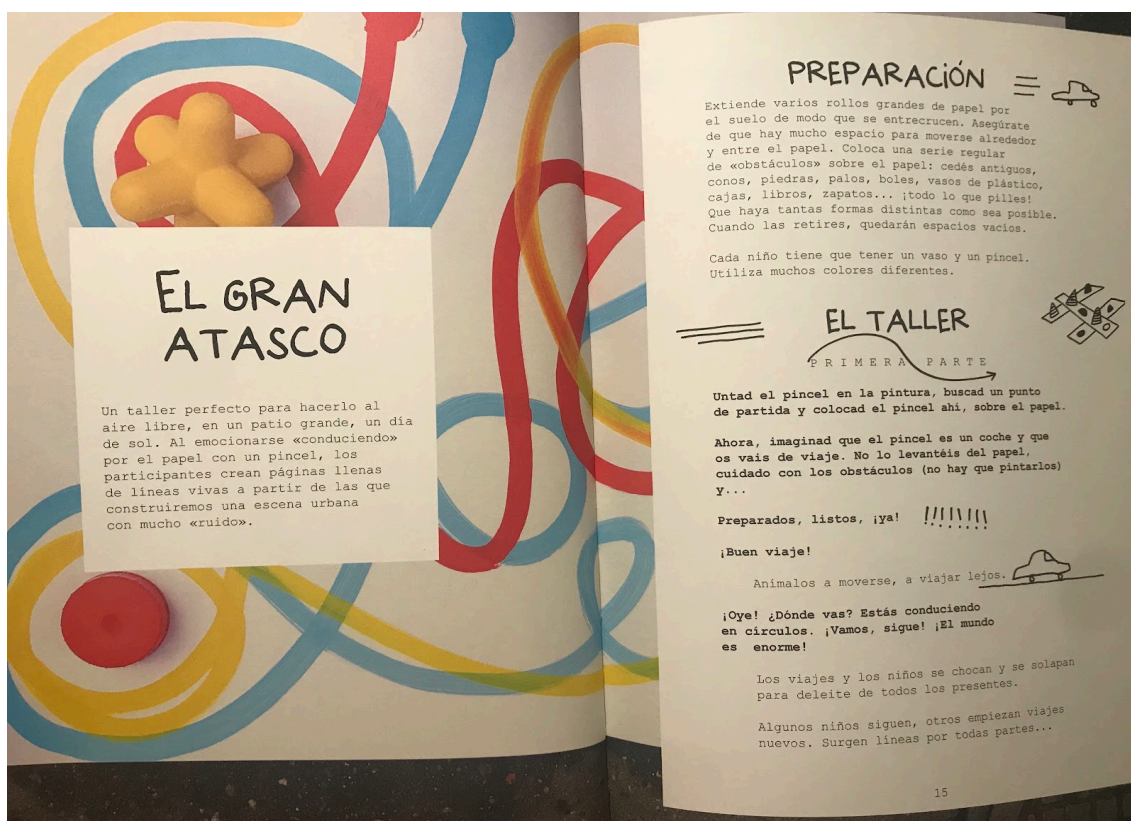 EL GRAN
ATASCO
Un taller perfecto para hacerlo al
aire libre, en un patio grande, un día
de sol. Al emocionarse «conduciendo»
por el papel con un pincel, los
participantes crean páginas llenas
de líneas vivas a partir de las que
construiremos una escena urbana
con mucho «ruido».
PREPARACIÓN
Extiende varios rollos grandes de papel por
el suelo de modo que se entrecrucen. Asegúrate
de que hay mucho espacio para moverse alrededor
y entre el papel. Coloca una serie regular
de «obstáculos» sobre el papel: cedés antiguos,
conos, piedras, palos, boles, vasos de plástico,
cajas, libros, zapatos... ¡todo lo que pilles!
Que haya tantas formas distintas como sea posible.
Cuando las retires, quedarán espacios vacíos.
Cada niño tiene que tener un vaso y un pincel.
Utiliza muchos colores diferentes.
EL TALLER
PRIMERA PARTE
Untad el pincel en la pintura, buscad un punto
de partida y colocad el pincel ahí, sobre el papel.
Ahora, imaginad que el pincel es un coche y que
os vais de viaje. No lo levantéis del papel,
cuidado con los obstáculos (no hay que pintarlos)
y...
Preparados, listos, ¡ya! !!!!!!!!
¡Buen viaje!
Anímalos a moverse, a viajar lejos.
¡Oye! ¿Dónde vas? Estás conduciendo
en círculos. ¡Vamos, sigue! ¡El mundo
es enorme!
Los viajes y los niños se chocan y se solapan
para deleite de todos los presentes.
Algunos niños siguen, otros empiezan viajes
nuevos. Surgen líneas por todas partes...
15